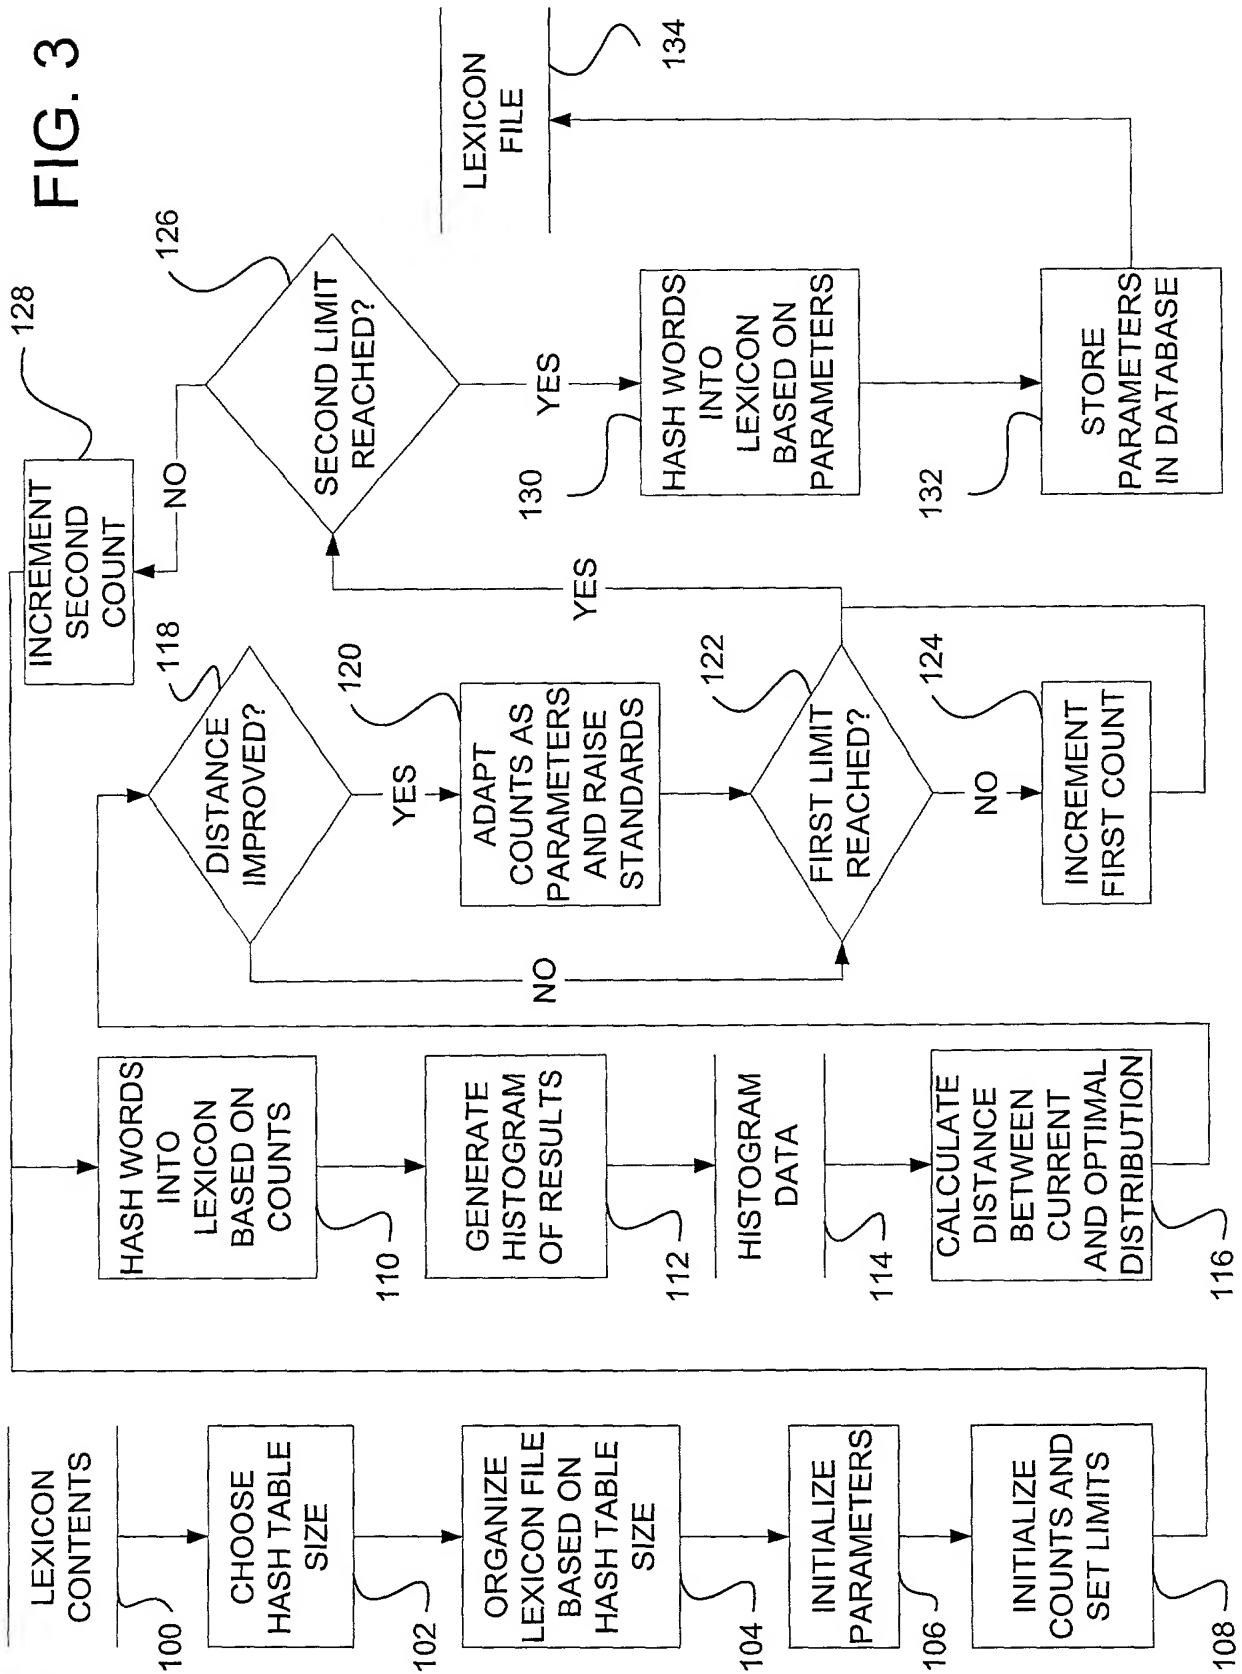 FIG. 3
LEXICON
CONTENTS
100
CHOOSE
HASH TABLE
SIZE
102
ORGANIZE
LEXICON FILE
BASED ON
HASH TABLE
SIZE
104
INITIALIZE
PARAMETERS
106
INITIALIZE
COUNTS AND
SET LIMITS
108
HASH WORDS
INTO
LEXICON
BASED ON
COUNTS
110
GENERATE
HISTOGRAM
OF RESULTS
112
HISTOGRAM
DATA
114
CALCULATE
DISTANCE
BETWEEN
CURRENT
AND OPTIMAL
DISTRIBUTION
116
DISTANCE
IMPROVED?
118
YES
NO
ADAPT
COUNTS AS
PARAMETERS
AND RAISE
STANDARDS
120
FIRST LIMIT
REACHED?
122
YES
NO
INCREMENT
FIRST COUNT
124
INCREMENT
SECOND
COUNT
128
NO
SECOND LIMIT
REACHED?
126
YES
HASH WORDS
INTO
LEXICON
BASED ON
PARAMETERS
130
STORE
PARAMETERS
IN DATABASE
132
LEXICON
FILE
134